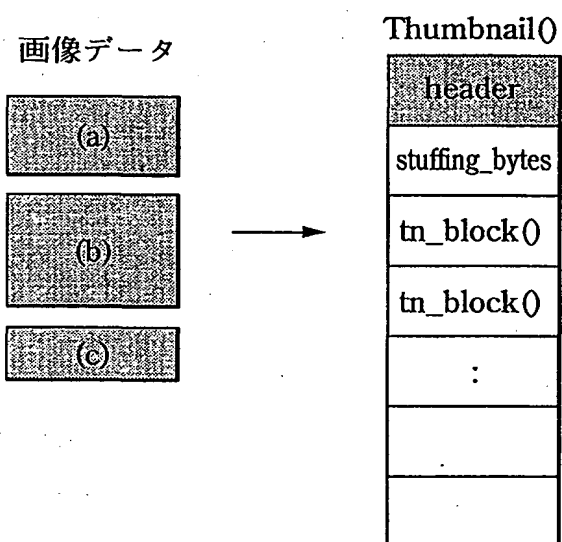 画像データ
(a)
(b)
(c)
Thumbnail()
header
stuffing_bytes
tn_block()
tn_block()
: